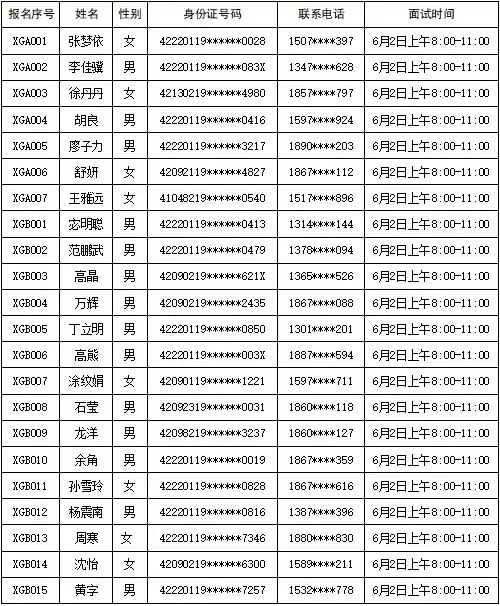 报名序号 姓名 性别 身份证号码 联系电话 面试时间
XGA001 张梦依 女 42220119******0028 1507****397 6月2日上午8:00-11:00
XGA002 李佳骥 男 42220119******083X 1347****628 6月2日上午8:00-11:00
XGA003 徐丹丹 女 42130219******4980 1857****797 6月2日上午8:00-11:00
XGA004 胡良 男 42220119******0416 1597****924 6月2日上午8:00-11:00
XGA005 廖子力 男 42220119******3217 1890****203 6月2日上午8:00-11:00
XGA006 舒妍 女 42092119******4827 1867****112 6月2日上午8:00-11:00
XGA007 王雅远 女 41048219******0540 1517****896 6月2日上午8:00-11:00
XGB001 宓明聪 男 42220119******0413 1314****144 6月2日上午8:00-11:00
XGB002 范鹏武 男 42220119******0479 1378****094 6月2日上午8:00-11:00
XGB003 高晶 男 42090219******621X 1365****526 6月2日上午8:00-11:00
XGB004 万辉 男 42090219******2435 1867****088 6月2日上午8:00-11:00
XGB005 丁立明 男 42220119******0850 1301****201 6月2日上午8:00-11:00
XGB006 高熊 男 42220119******003X 1887****594 6月2日上午8:00-11:00
XGB007 涂纹娟 女 42090119******1221 1597****711 6月2日上午8:00-11:00
XGB008 石莹 男 42092319******0031 1860****118 6月2日上午8:00-11:00
XGB009 龙洋 男 42098219******3237 1860****127 6月2日上午8:00-11:00
XGB010 余角 男 42220119******0019 1867****359 6月2日上午8:00-11:00
XGB011 孙雪玲 女 42220119******0828 1867****616 6月2日上午8:00-11:00
XGB012 杨震南 男 42220119******0816 1387****396 6月2日上午8:00-11:00
XGB013 周寒 女 42220119******7346 1880****830 6月2日上午8:00-11:00
XGB014 沈怡 女 42090219******6300 1589****211 6月2日上午8:00-11:00
XGB015 黄字 男 42220119******7257 1532****778 6月2日上午8:00-11:00